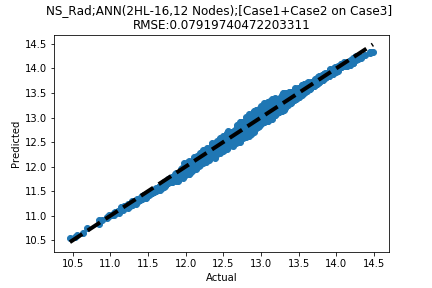 NS_Rad;ANN(2HL-16,12 Nodes);[Case1+Case2 on Case3]
RMSE:0.07919740472203311
14.5
14.0
13.5
13.0
12.5
12.0
11.5
11.0
10.5
Predicted
10.5 11.0 11.5 12.0 12.5 13.0 13.5 14.0 14.5
Actual